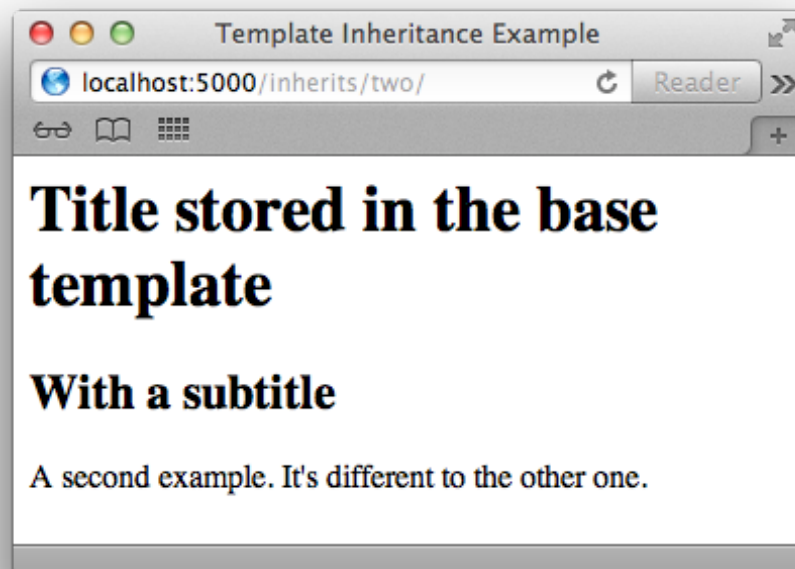 Template Inheritance Example
localhost:5000/inherits/two/
Reader
Title stored in the base
template
With a subtitle
A second example. It's different to the other one.